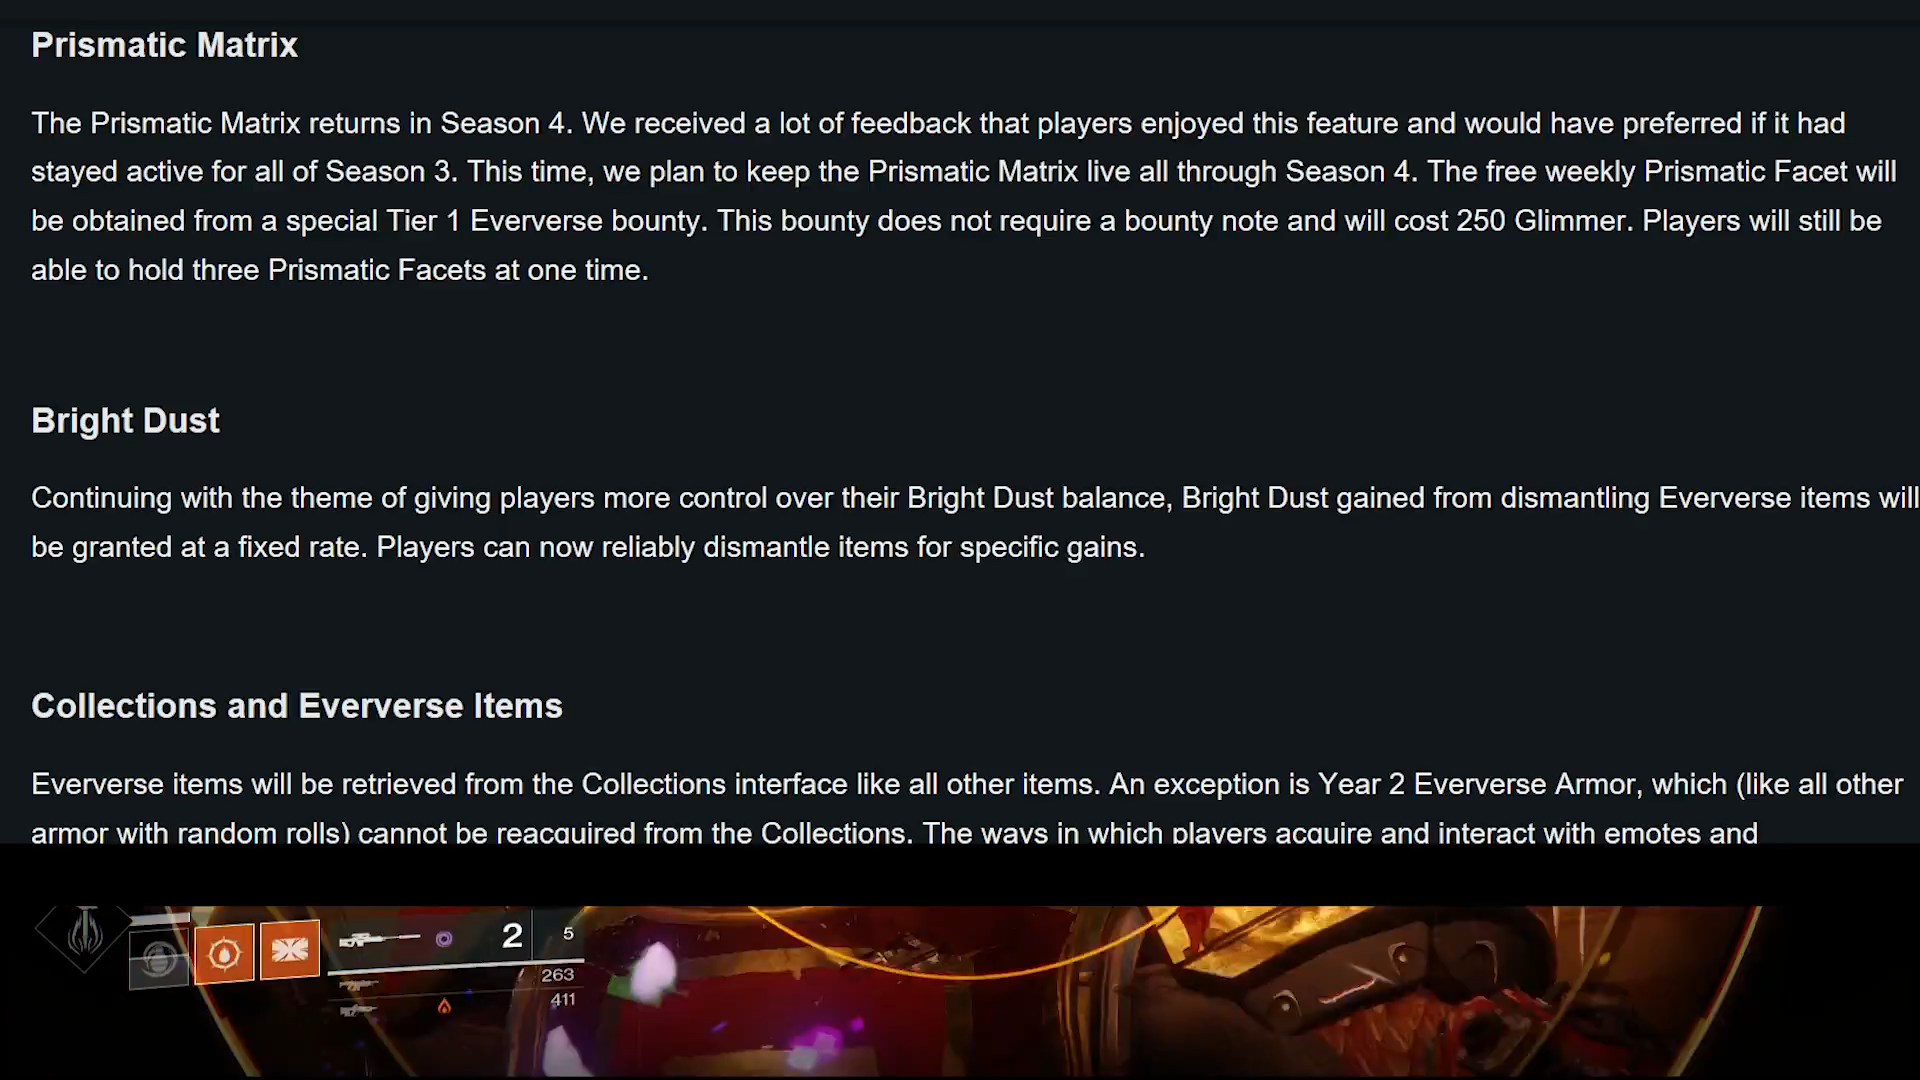 Prismatic Matrix
The Prismatic Matrix returns in Season 4. We received a lot of feedback that players enjoyed this feature and would have preferred if it had
stayed active for all of Season 3. This time, we plan to keep the Prismatic Matrix live all through Season 4. The free weekly Prismatic Facet will
be obtained from a special Tier 1 Eververse bounty. This bounty does not require a bounty note and will cost 250 Glimmer. Players will still be
able to hold three Prismatic Facets at one time.
Bright Dust
Continuing with the theme of giving players more control over their Bright Dust balance, Bright Dust gained from dismantling Eververse items will
be granted at a fixed rate. Players can now reliably dismantle items for specific gains.
Collections and Eververse Items
Eververse items will be retrieved from the Collections interface like all other items. An exception is Year 2 Eververse Armor, which (like all other
armor with random rolls) cannot be reacquired from the Collections. The ways in which players acquire and interact with emotes and
2 5
263
411